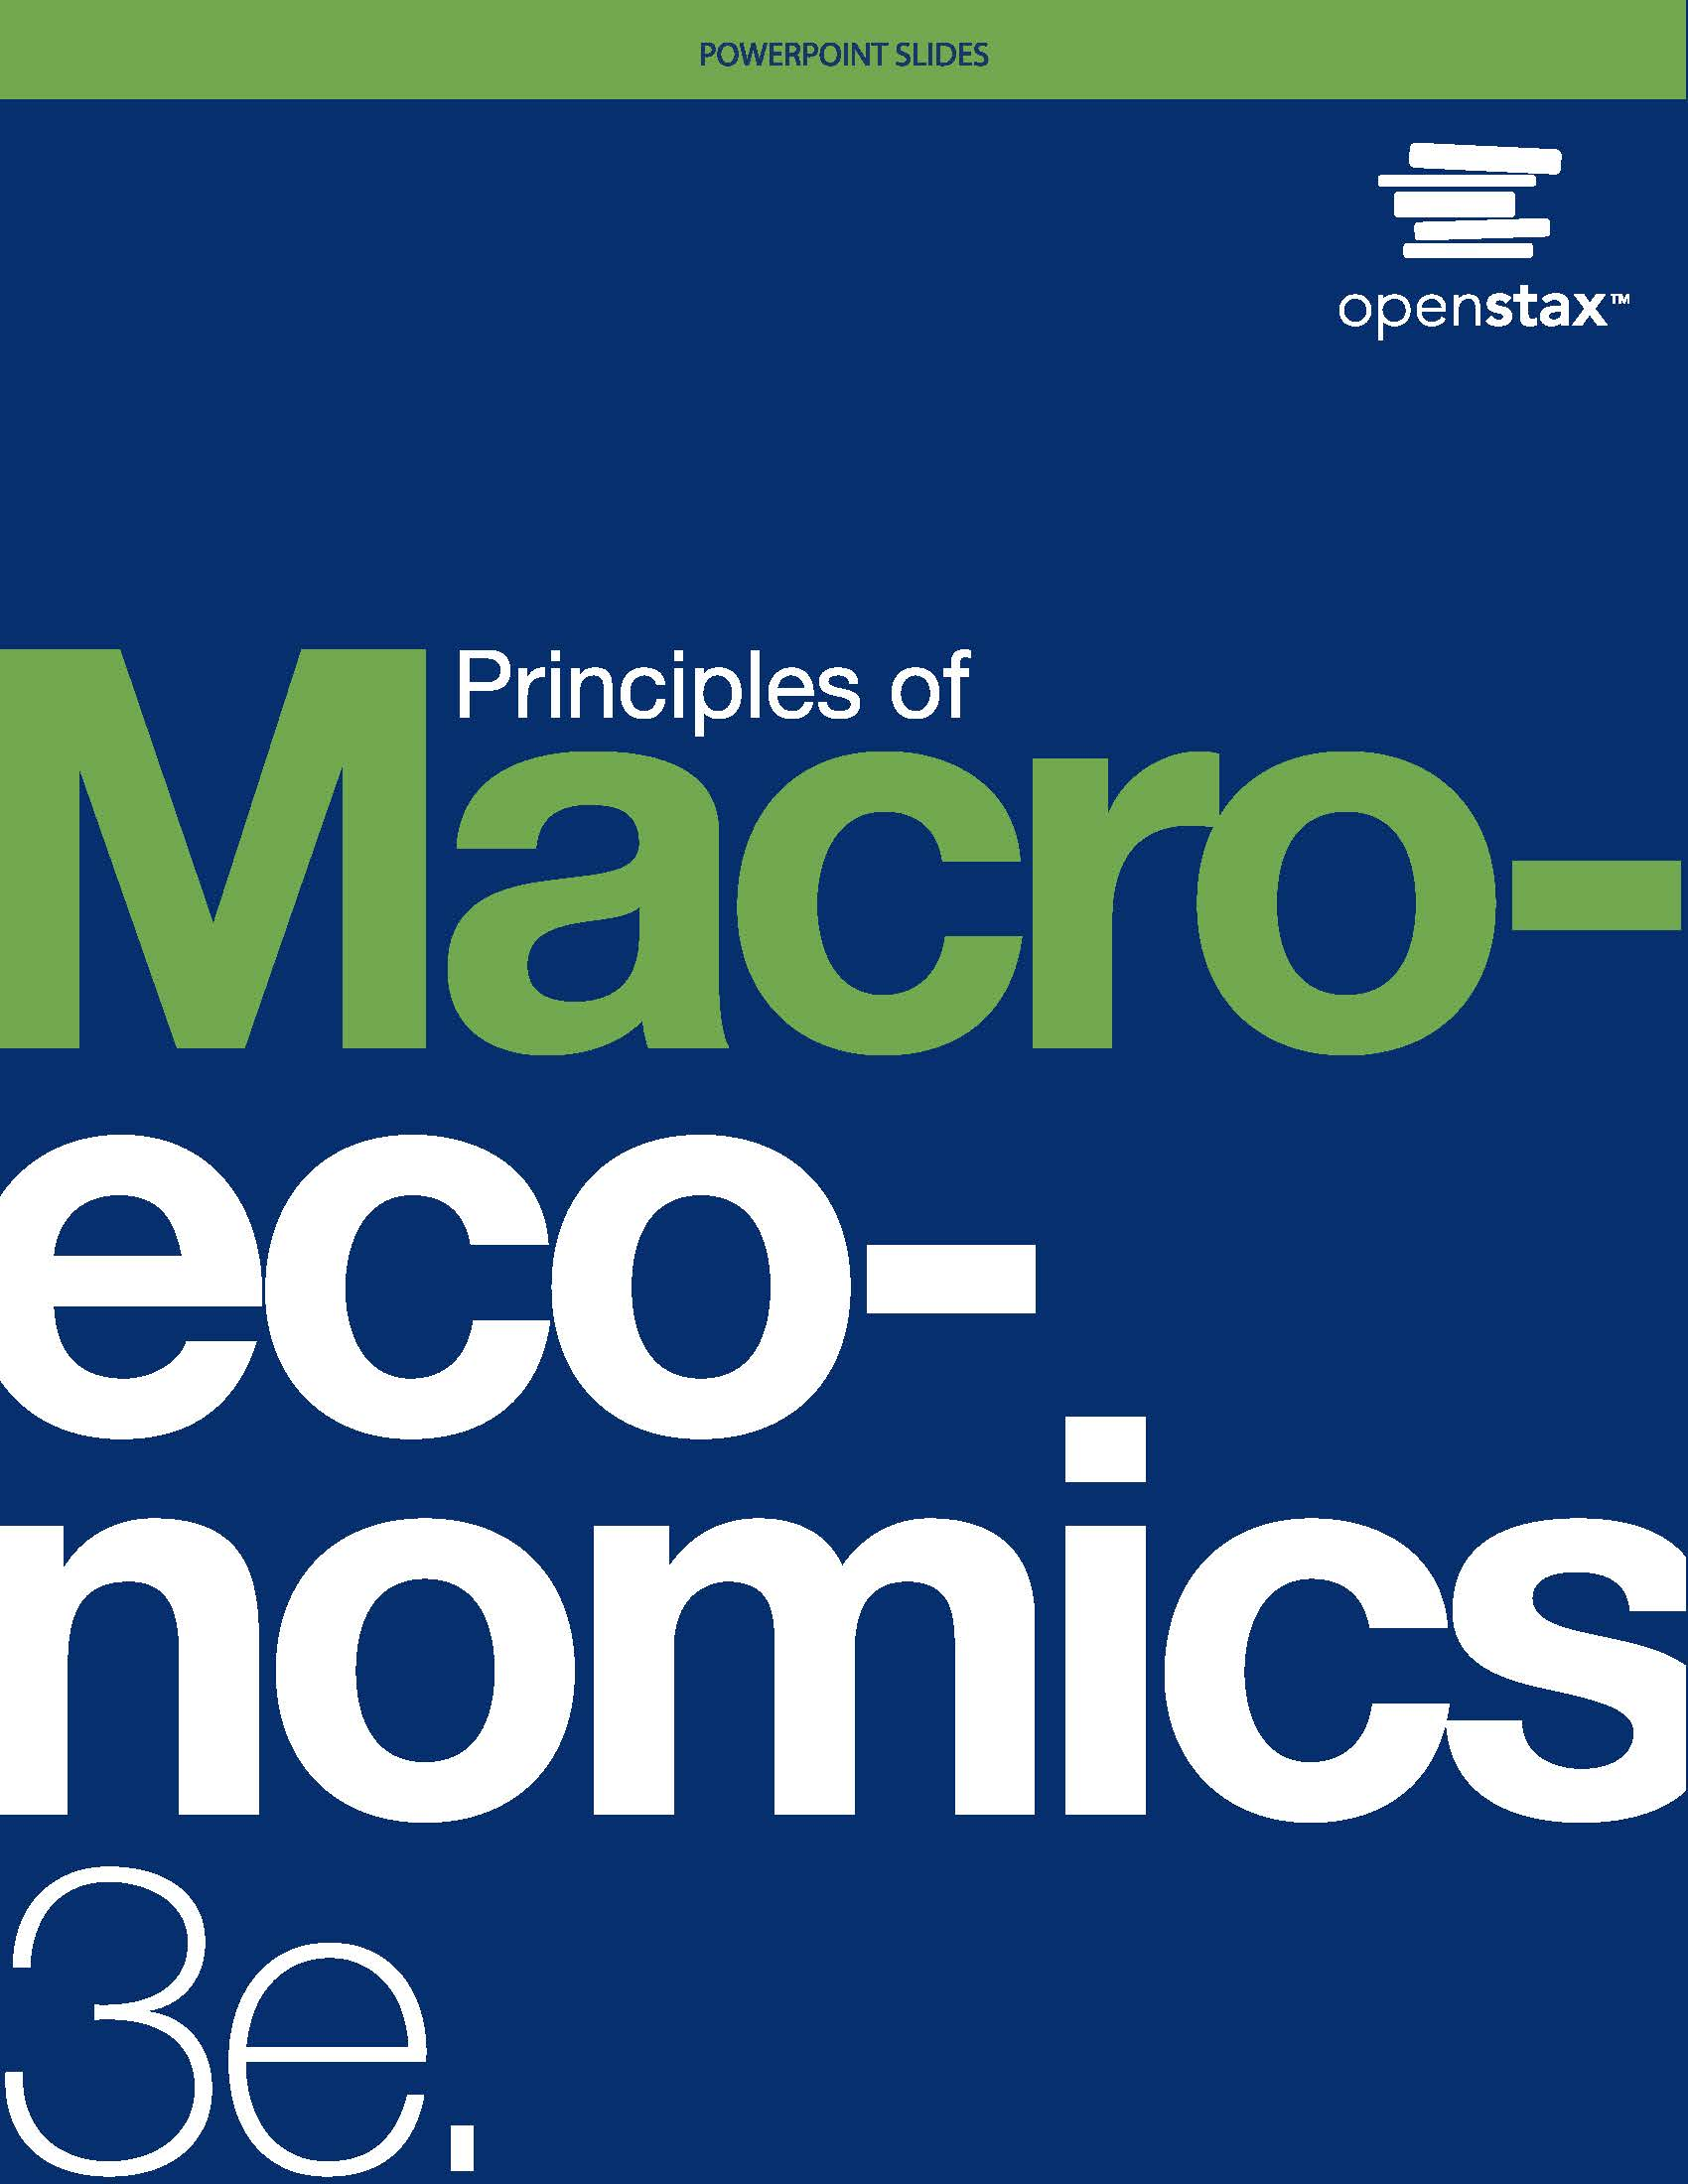 POWERPOINT SLIDES
openstax™
Principles of
Macro-
eco-
nomics
3e.